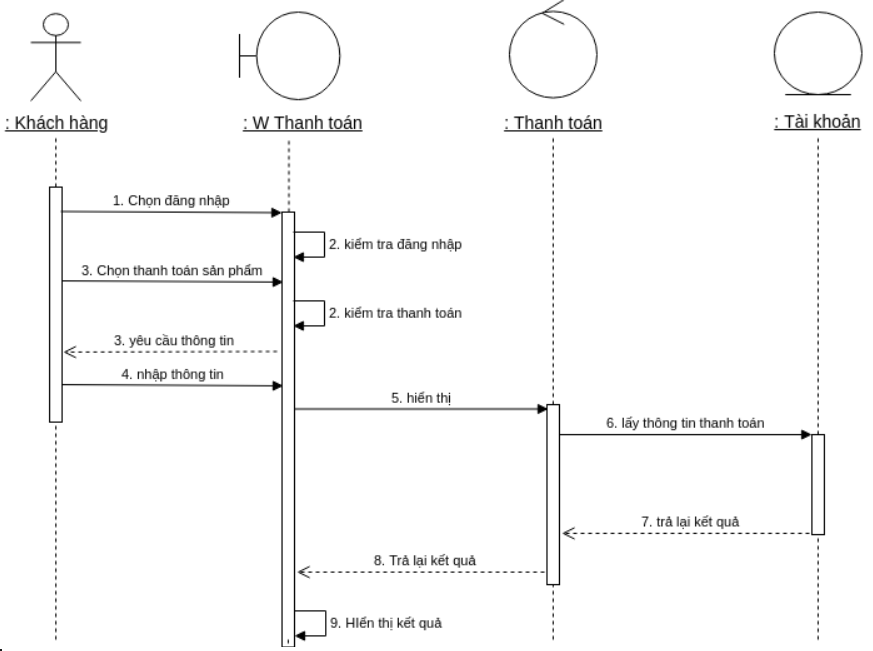 : Khách hàng
: W Thanh toán
: Thanh toán
: Tài khoản
1. Chọn đăng nhập
2. kiểm tra đăng nhập
3. Chọn thanh toán sản phẩm
2. kiểm tra thanh toán
3. yêu cầu thông tin
4. nhập thông tin
5. hiển thị
6. lấy thông tin thanh toán
7. trả lại kết quả
8. Trả lại kết quả
9. HIển thị kết quả